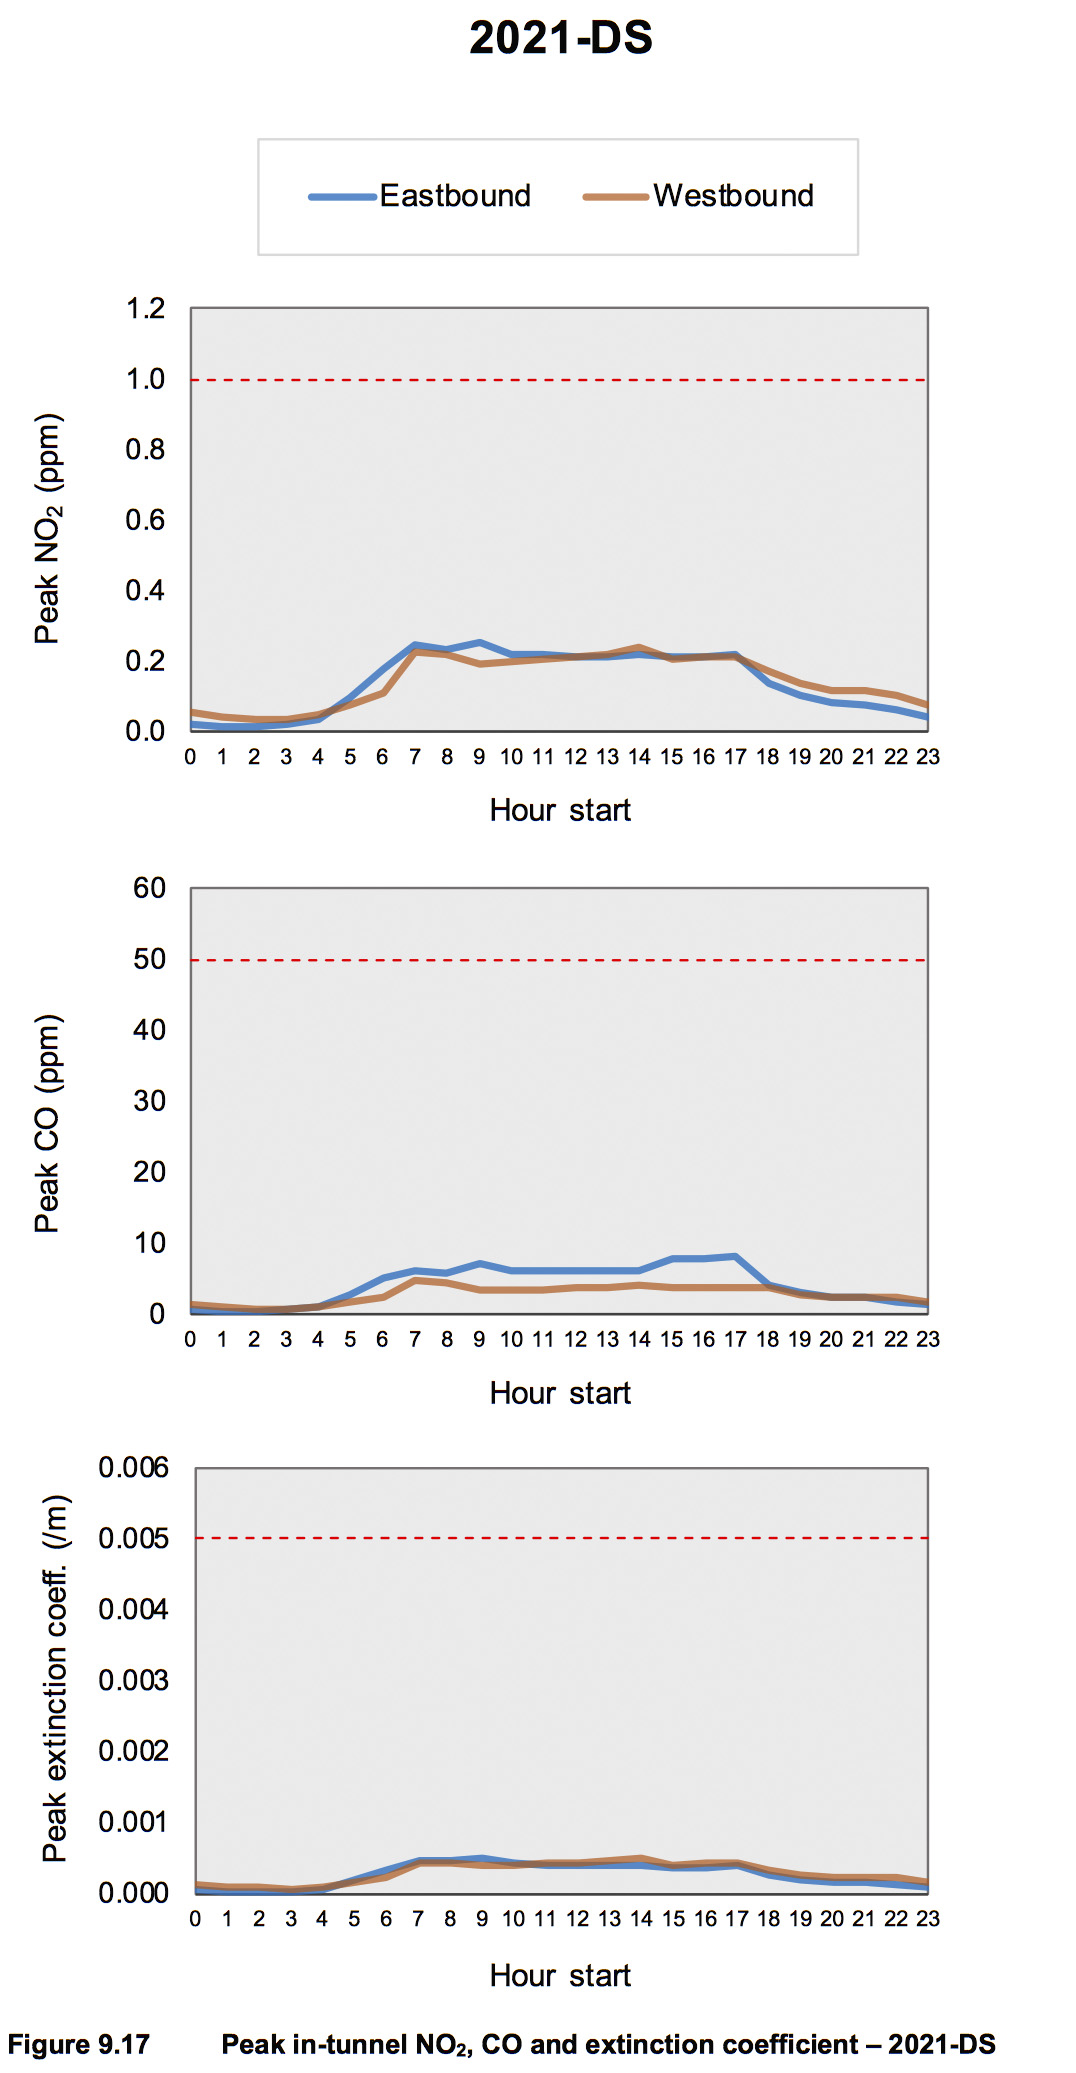 2021-DS
Eastbound Westbound
1.2
1.0
0.8
0.6
0.4
0.2
0.0
Peak NO₂ (ppm)
0 1 2 3 4 5 6 7 8 9 10 11 12 13 14 15 16 17 18 19 20 21 22 23
Hour start
60
50
40
30
20
10
0
Peak CO (ppm)
0 1 2 3 4 5 6 7 8 9 10 11 12 13 14 15 16 17 18 19 20 21 22 23
Hour start
0.006
0.005
0.004
0.003
0.002
0.001
0.000
Peak extinction coeff. (/m)
0 1 2 3 4 5 6 7 8 9 10 11 12 13 14 15 16 17 18 19 20 21 22 23
Hour start
Figure 9.17 Peak in-tunnel NO₂, CO and extinction coefficient – 2021-DS